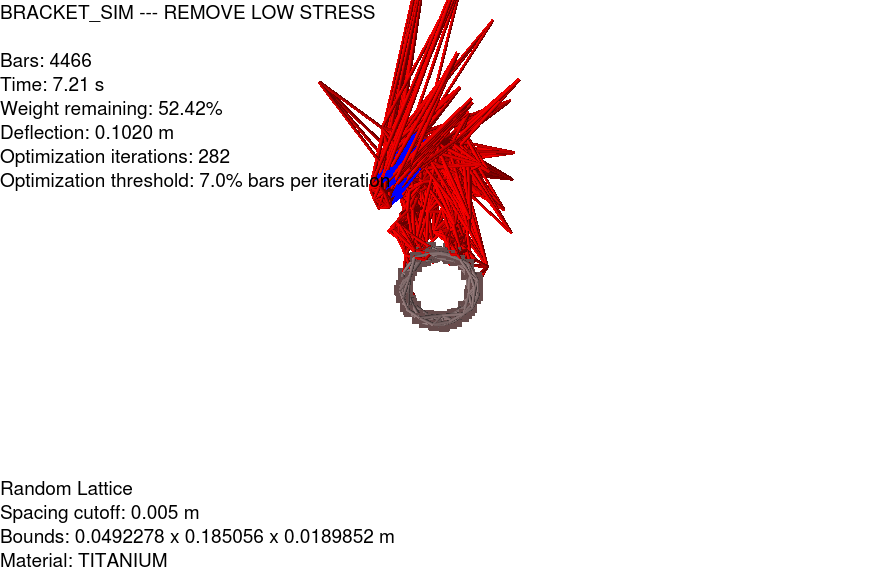 BRACKET_SIM --- REMOVE LOW STRESS
Bars: 4466
Time: 7.21 s
Weight remaining: 52.42%
Deflection: 0.1020 m
Optimization iterations: 282
Optimization threshold: 7.0% bars per iteration
Random Lattice
Spacing cutoff: 0.005 m
Bounds: 0.0492278 x 0.185056 x 0.0189852 m
Material: TITANIUM